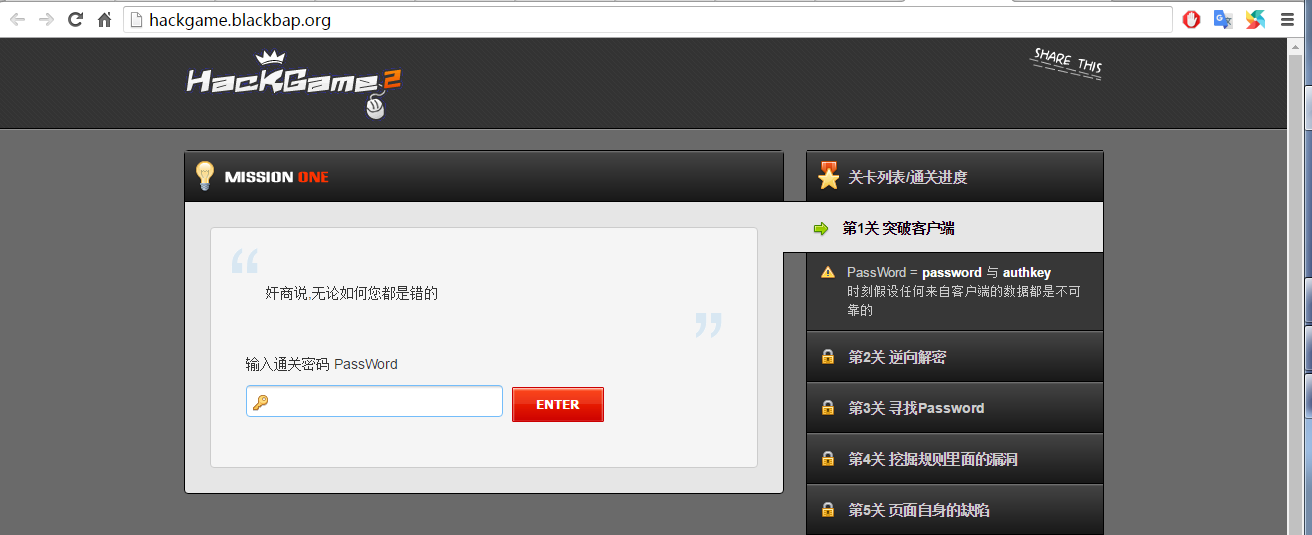 hackgame.blackbap.org
HackGame 2
SHARE THIS
MISSION ONE
奸商说,无论如何您都是错的
输入通关密码 PassWord
ENTER
关卡列表/通关进度
第1关 突破客户端
PassWord = password 与 authkey
时刻假设任何来自客户端的数据都是不可
靠的
第2关 逆向解密
第3关 寻找Password
第4关 挖掘规则里面的漏洞
第5关 页面自身的缺陷